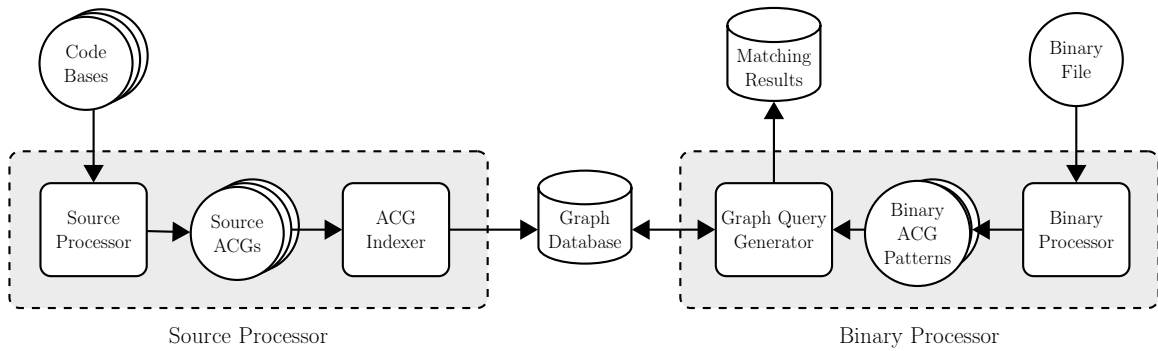 Code
Bases
Matching
Results
Binary
File
Source
Processor
Source
ACGs
ACG
Indexer
Graph
Database
Graph Query
Generator
Binary
ACG
Patterns
Binary
Processor
Source Processor
Binary Processor